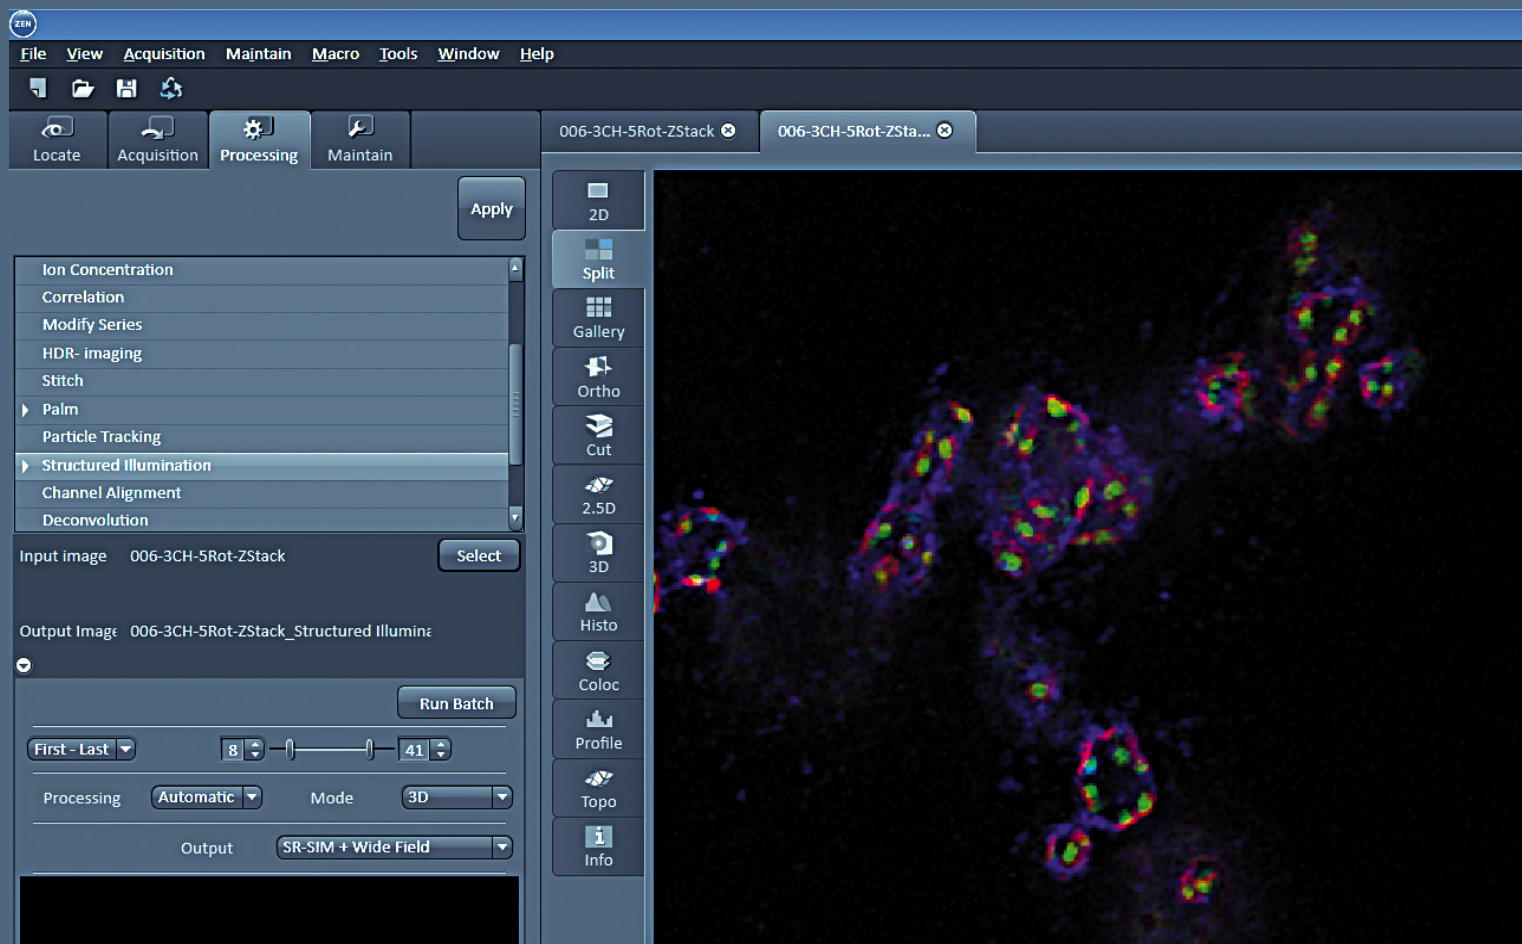 ZEN
File View Acquisition Maintain Macro Tools Window Help
Locate Acquisition Processing Maintain
006-3CH-5Rot-ZStack 006-3CH-5Rot-ZSta...
Apply
Ion Concentration
Correlation
Modify Series
HDR- imaging
Stitch
Palm
Particle Tracking
Structured Illumination
Channel Alignment
Deconvolution
Input image 006-3CH-5Rot-ZStack Select
Output Image 006-3CH-5Rot-ZStack_Structured Illumina
Run Batch
First - Last 8 41
Processing Automatic Mode 3D
Output SR-SIM + Wide Field
2D
Split
Gallery
Ortho
Cut
2.5D
3D
Histo
Coloc
Profile
Topo
Info